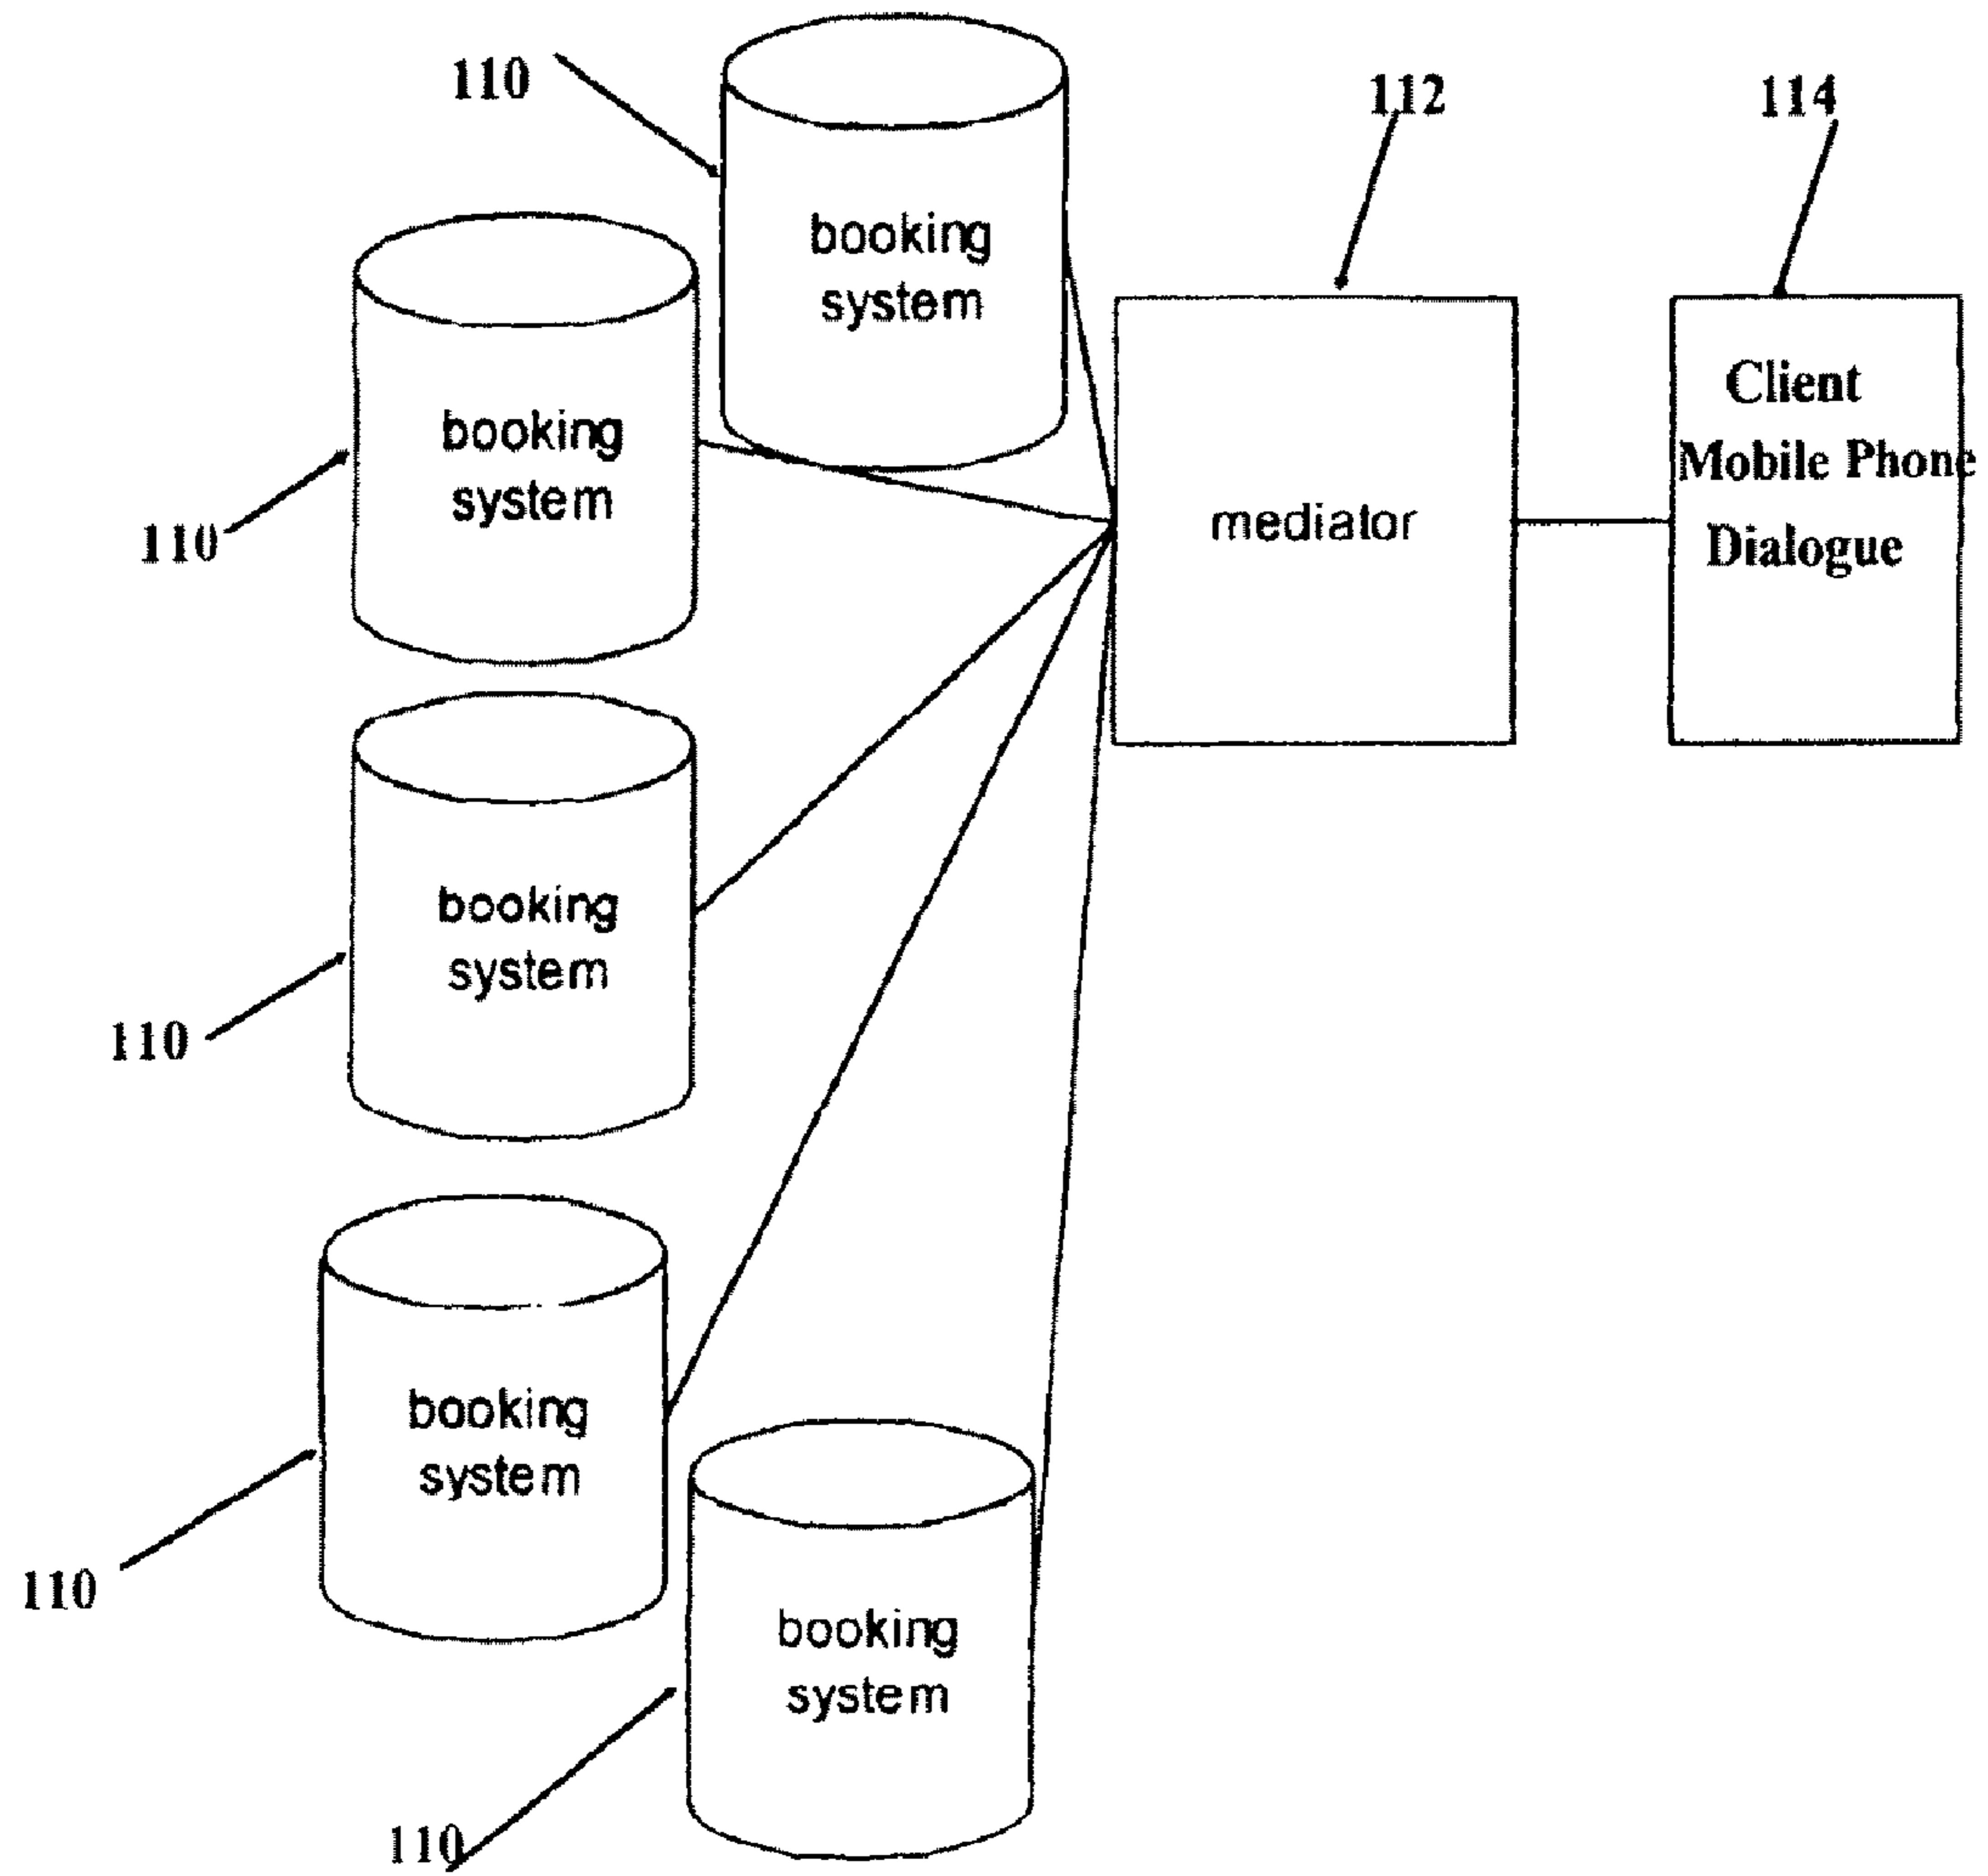 110
booking
system
112
114
110
booking
system
mediator
Client
Mobile Phone
Dialogue
110
booking
system
110
booking
system
110
booking
system